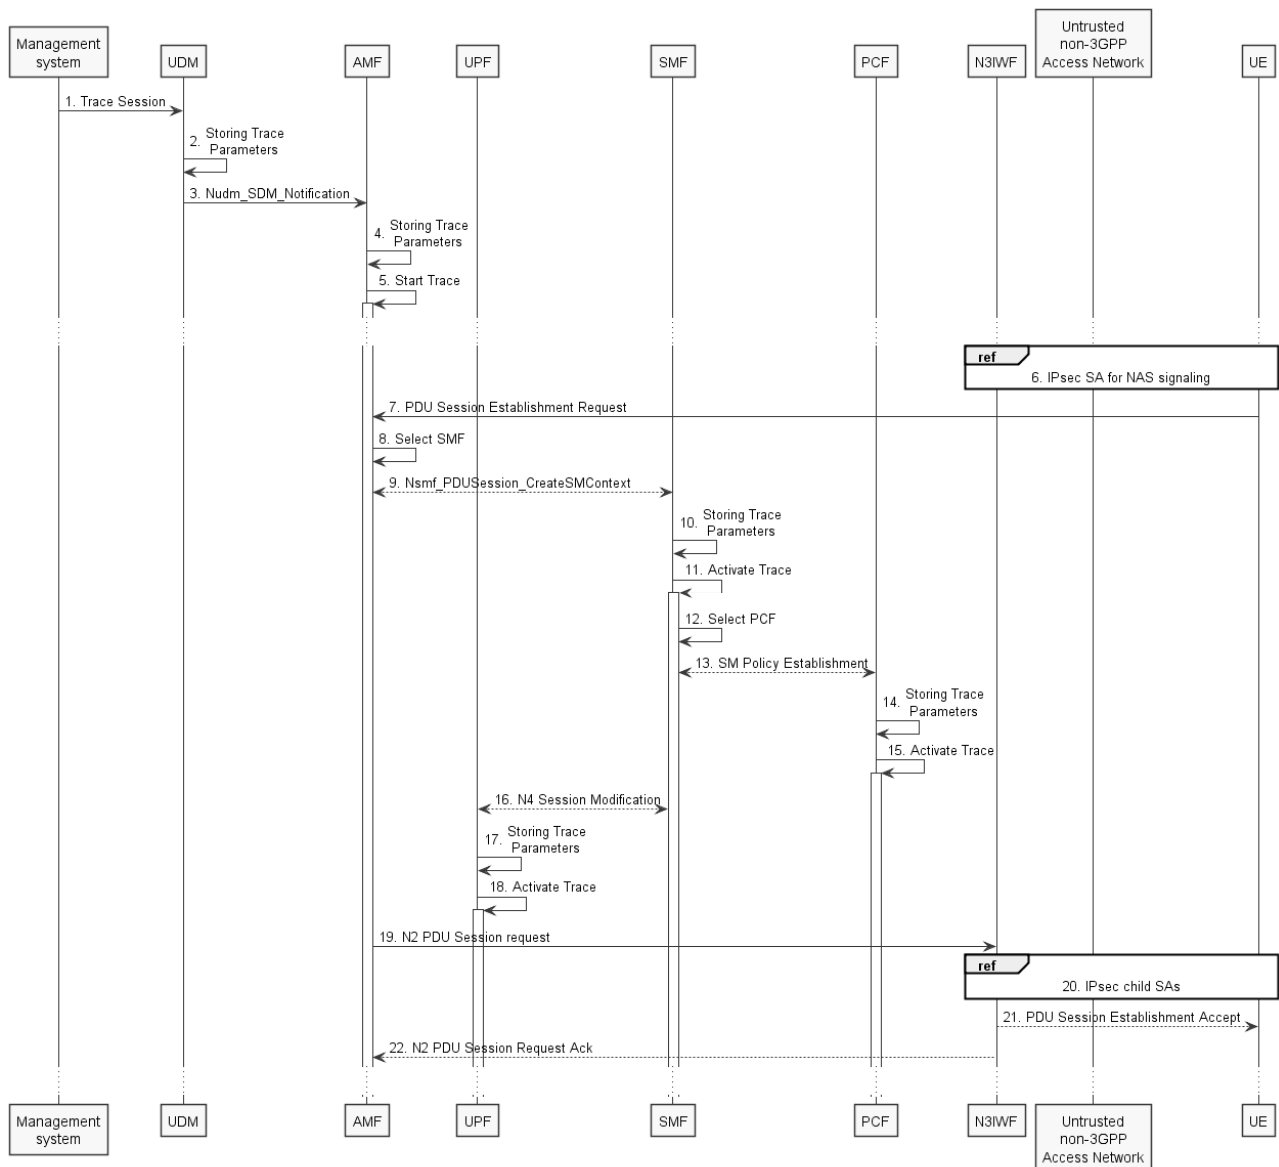 Management
system
UDM
AMF
UPF
SMF
PCF
N3IWF
Untrusted
non-3GPP
Access Network
UE
1. Trace Session
2. Storing Trace
Parameters
3. Nudm_SDM_Notification
4. Storing Trace
Parameters
5. Start Trace
ref
6. IPsec SA for NAS signaling
7. PDU Session Establishment Request
8. Select SMF
9. Nsmf_PDUSession_CreateSMContext
10. Storing Trace
Parameters
11. Activate Trace
12. Select PCF
13. SM Policy Establishment
14. Storing Trace
Parameters
15. Activate Trace
16. N4 Session Modification
17. Storing Trace
Parameters
18. Activate Trace
19. N2 PDU Session request
ref
20. IPsec child SAs
21. PDU Session Establishment Accept
22. N2 PDU Session Request Ack
Management
system
UDM
AMF
UPF
SMF
PCF
N3IWF
Untrusted
non-3GPP
Access Network
UE